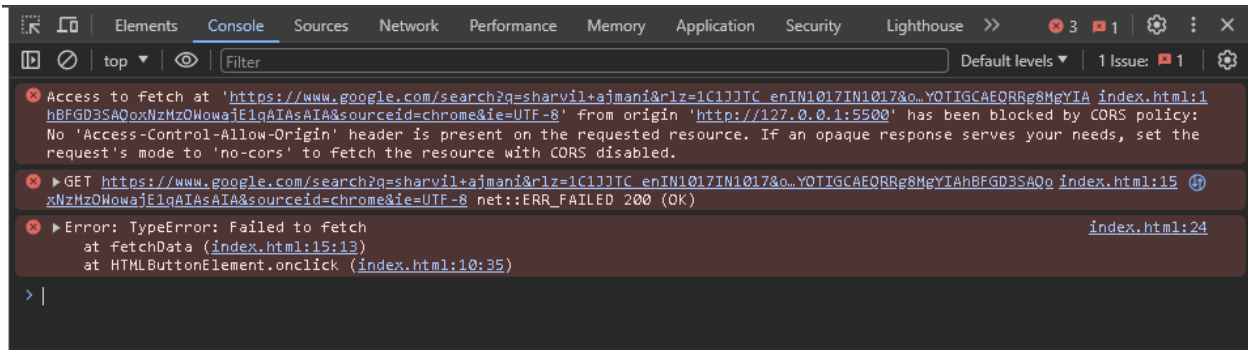 Elements Console Sources Network Performance Memory Application Security Lighthouse >> 3 1
top ▼ Filter Default levels ▼ 1 Issue: 1
Access to fetch at 'https://www.google.com/search?q=sharvil+ajmani&rlz=1C1JJTC_enIN1017IN1017&o…YOTIGCAEQRRg8MgYIA index.html:1
hBFGD3SAQoxNzMzOWowajE1qAIAsAIA&sourceid=chrome&ie=UTF-8' from origin 'http://127.0.0.1:5500' has been blocked by CORS policy:
No 'Access-Control-Allow-Origin' header is present on the requested resource. If an opaque response serves your needs, set the
request's mode to 'no-cors' to fetch the resource with CORS disabled.
▶GET https://www.google.com/search?q=sharvil+ajmani&rlz=1C1JJTC_enIN1017IN1017&o…YOTIGCAEQRRg8MgYIAhBFGD3SAQo index.html:15
xNzMzOWowajE1qAIAsAIA&sourceid=chrome&ie=UTF-8 net::ERR_FAILED 200 (OK)
▶Error: TypeError: Failed to fetch index.html:24
at fetchData (index.html:15:13)
at HTMLButtonElement.onclick (index.html:10:35)
>